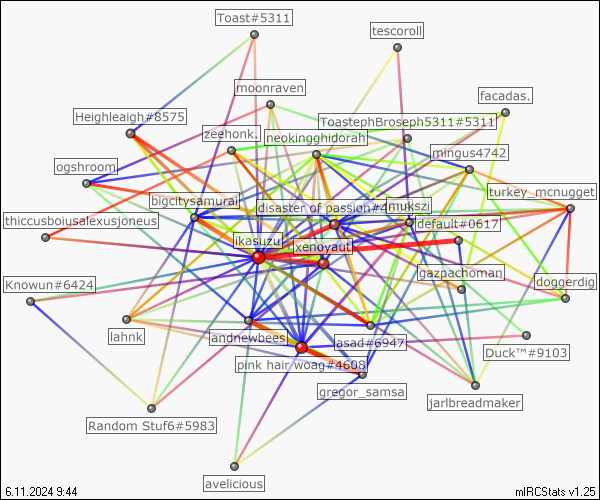 Toast#5311
tescoroll
moonraven
facadas.
Heighleaigh#8575
ToastephBroseph5311#5311
zeehonk.
neokingghidorah
mingus4742
ogshroom
turkey_mcnugget
bigcitysamurai
disaster of passion#2
mukszi
thiccusboiusalexusjoneus
default#0617
ikasuzu
xenoyaut
gazpachoman
Knowun#6424
doggerdig
lahnk
andnewbees
lasad#6947
Duck™#9103
pink hair woag#4608
gregor_samsa
jarlbreadmaker
Random Stuf6#5983
avelicious
6.11.2024 9:44
mIRCStats v1.25